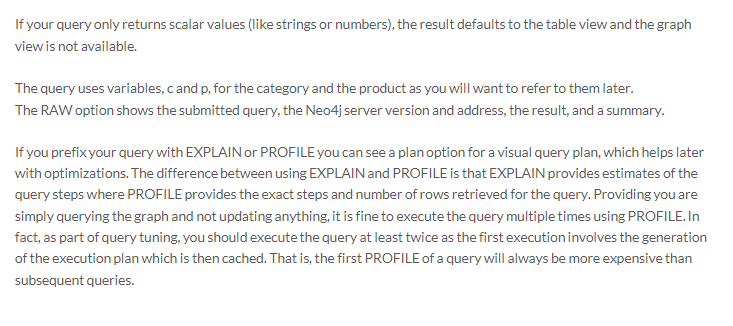 If your query only returns scalar values (like strings or numbers), the result defaults to the table view and the graph
view is not available.
The query uses variables, c and p, for the category and the product as you will want to refer to them later.
The RAW option shows the submitted query, the Neo4j server version and address, the result, and a summary.
If you prefix your query with EXPLAIN or PROFILE you can see a plan option for a visual query plan, which helps later
with optimizations. The difference between using EXPLAIN and PROFILE is that EXPLAIN provides estimates of the
query steps where PROFILE provides the exact steps and number of rows retrieved for the query. Providing you are
simply querying the graph and not updating anything, it is fine to execute the query multiple times using PROFILE. In
fact, as part of query tuning, you should execute the query at least twice as the first execution involves the generation
of the execution plan which is then cached. That is, the first PROFILE of a query will always be more expensive than
subsequent queries.